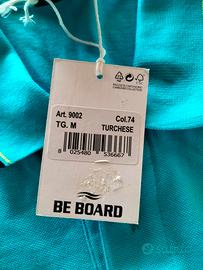 Art. 9002 Col.74
TG. M TURCHESE
8 025480 536667 >
BE BOARD